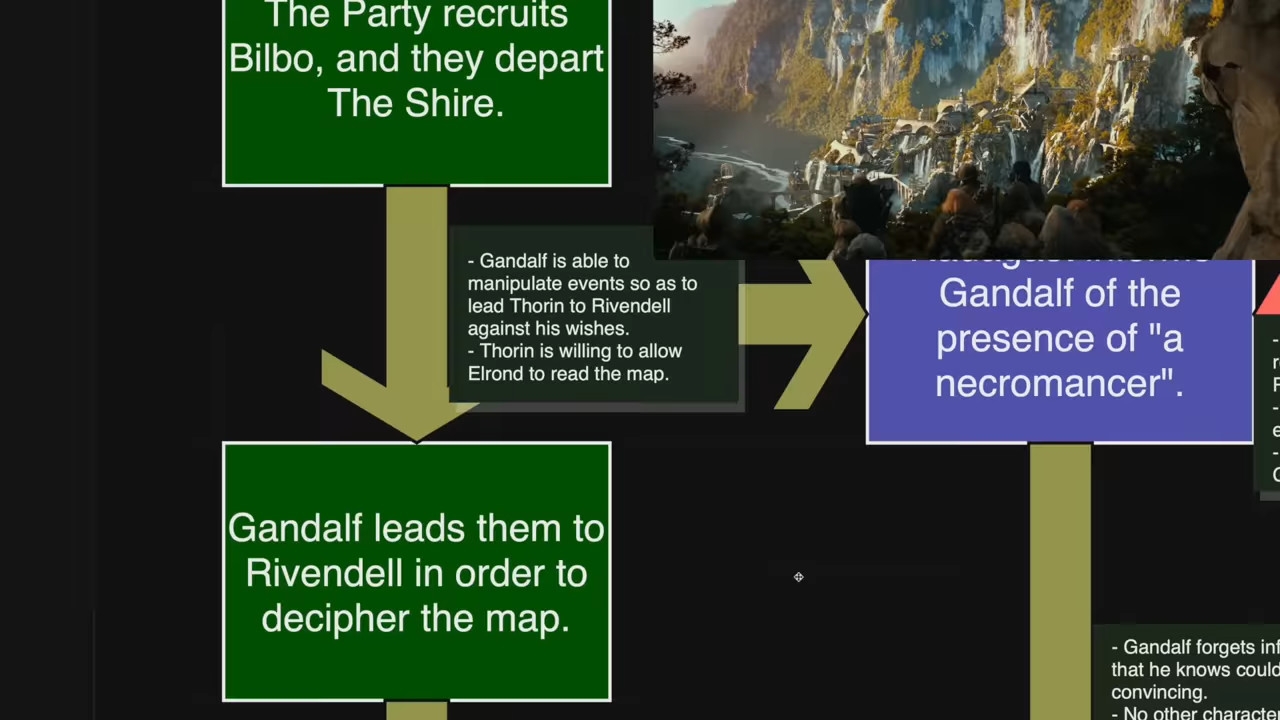 The Party recruits
Bilbo, and they depart
The Shire.
- Gandalf is able to
manipulate events so as to
lead Thorin to Rivendell
against his wishes.
- Thorin is willing to allow
Elrond to read the map.
Gandalf of the
presence of "a
necromancer".
Gandalf leads them to
Rivendell in order to
decipher the map.
- Gandalf forgets inf
that he knows could
convincing.
- No other character